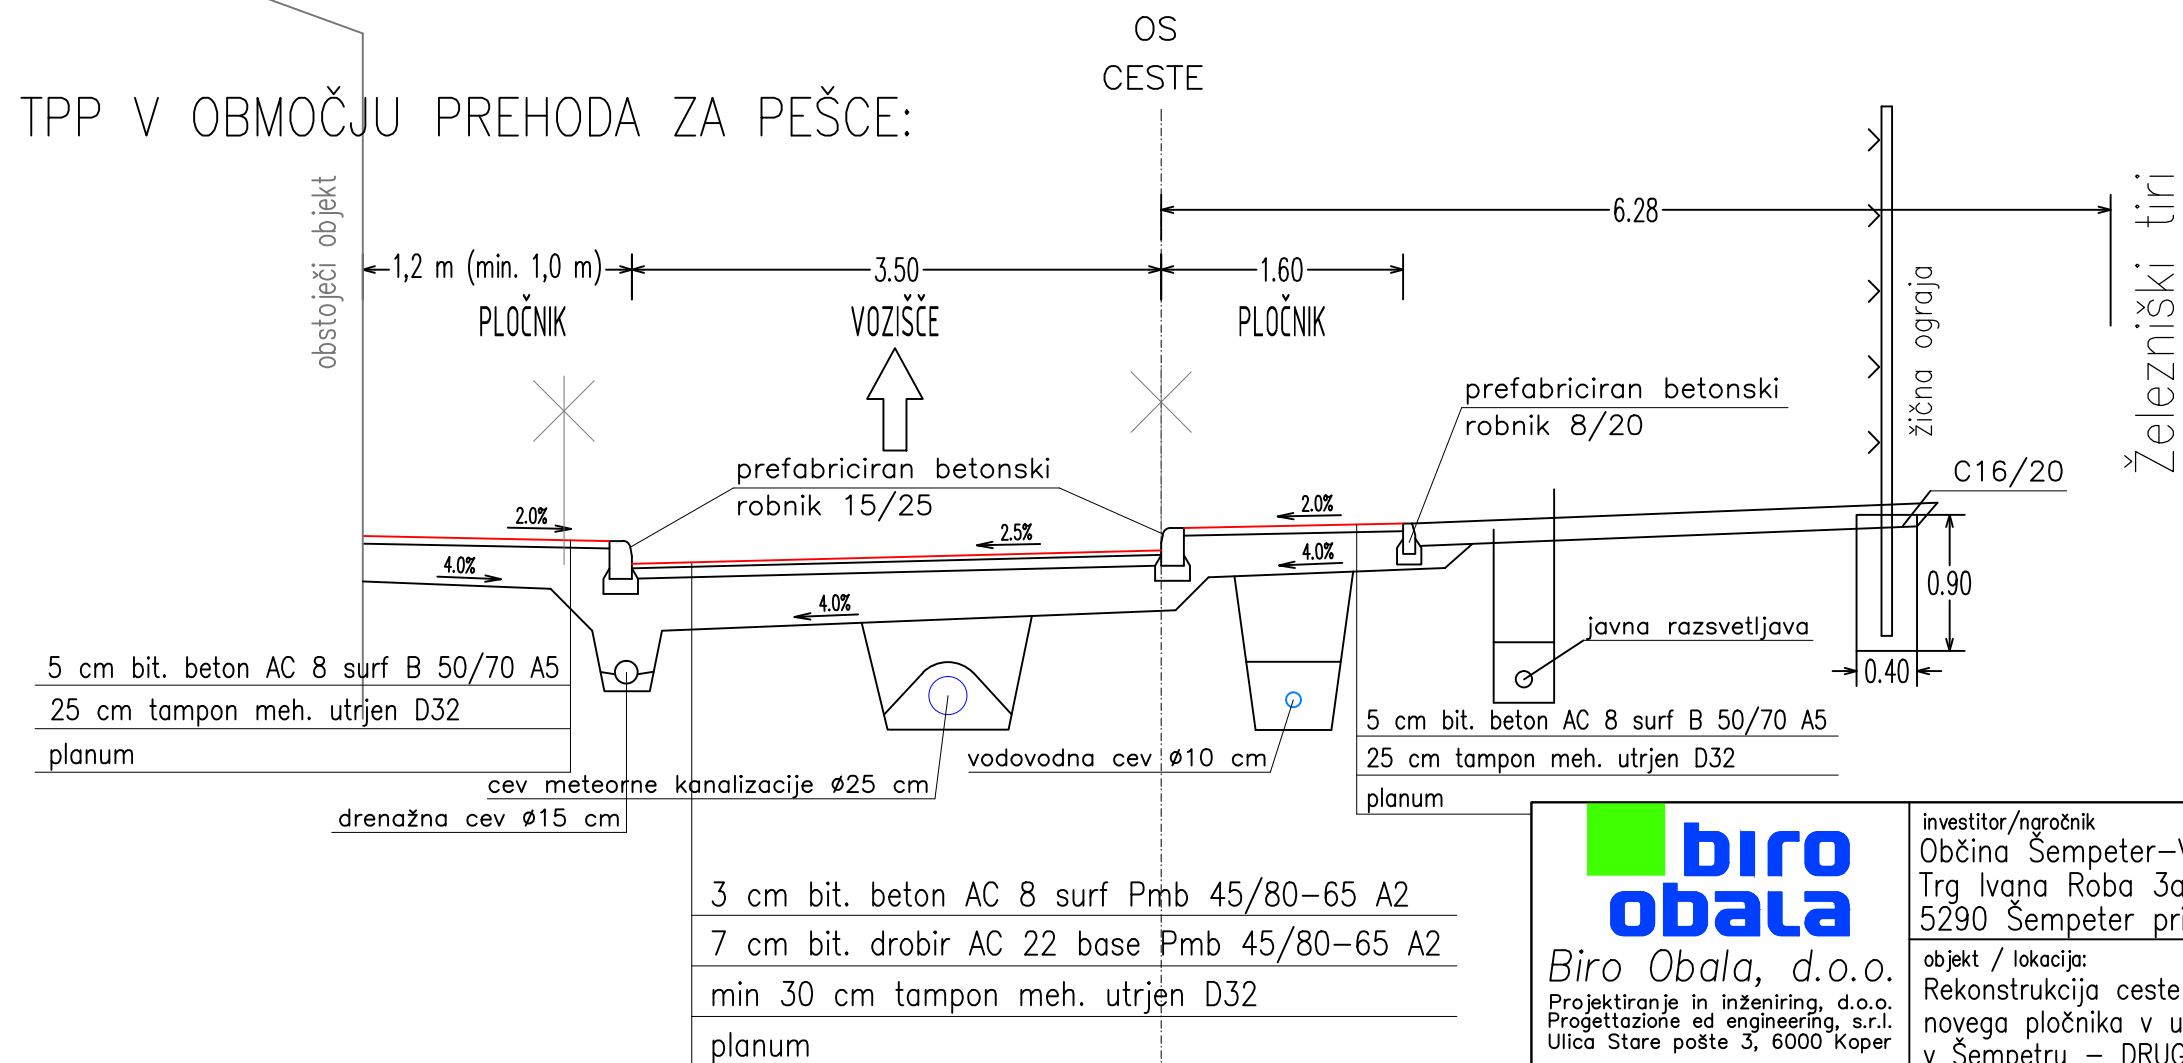 OS
CESTE
TPP V OBMOČJU PREHODA ZA PEŠCE:
obstoječi objekt
6.28
1,2 m (min. 1,0 m)
3.50
1.60
PLOČNIK
VOZIŠČE
PLOČNIK
žična ograja
Železniški tiri
prefabriciran betonski
robnik 8/20
prefabriciran betonski
robnik 15/25
C16/20
2.0%
2.5%
2.0%
4.0%
4.0%
4.0%
0.90
0.40
javna razsvetljava
5 cm bit. beton AC 8 surf B 50/70 A5
25 cm tampon meh. utrjen D32
planum
5 cm bit. beton AC 8 surf B 50/70 A5
25 cm tampon meh. utrjen D32
planum
vodovodna cev ø10 cm
cev meteorne kanalizacije ø25 cm
drenažna cev ø15 cm
3 cm bit. beton AC 8 surf Pmb 45/80-65 A2
7 cm bit. drobir AC 22 base Pmb 45/80-65 A2
min 30 cm tampon meh. utrjen D32
planum
biro
obala
Biro Obala, d.o.o.
Projektiranje in inženiring, d.o.o.
Progettazione ed engineering, s.r.l.
Ulica Stare pošte 3, 6000 Koper
investitor/naročnik
Občina Šempeter-V
Trg Ivana Roba 3a
5290 Šempeter pri
objekt / lokacija:
Rekonstrukcija ceste
novega pločnika v u
v Šempetru - DRUG